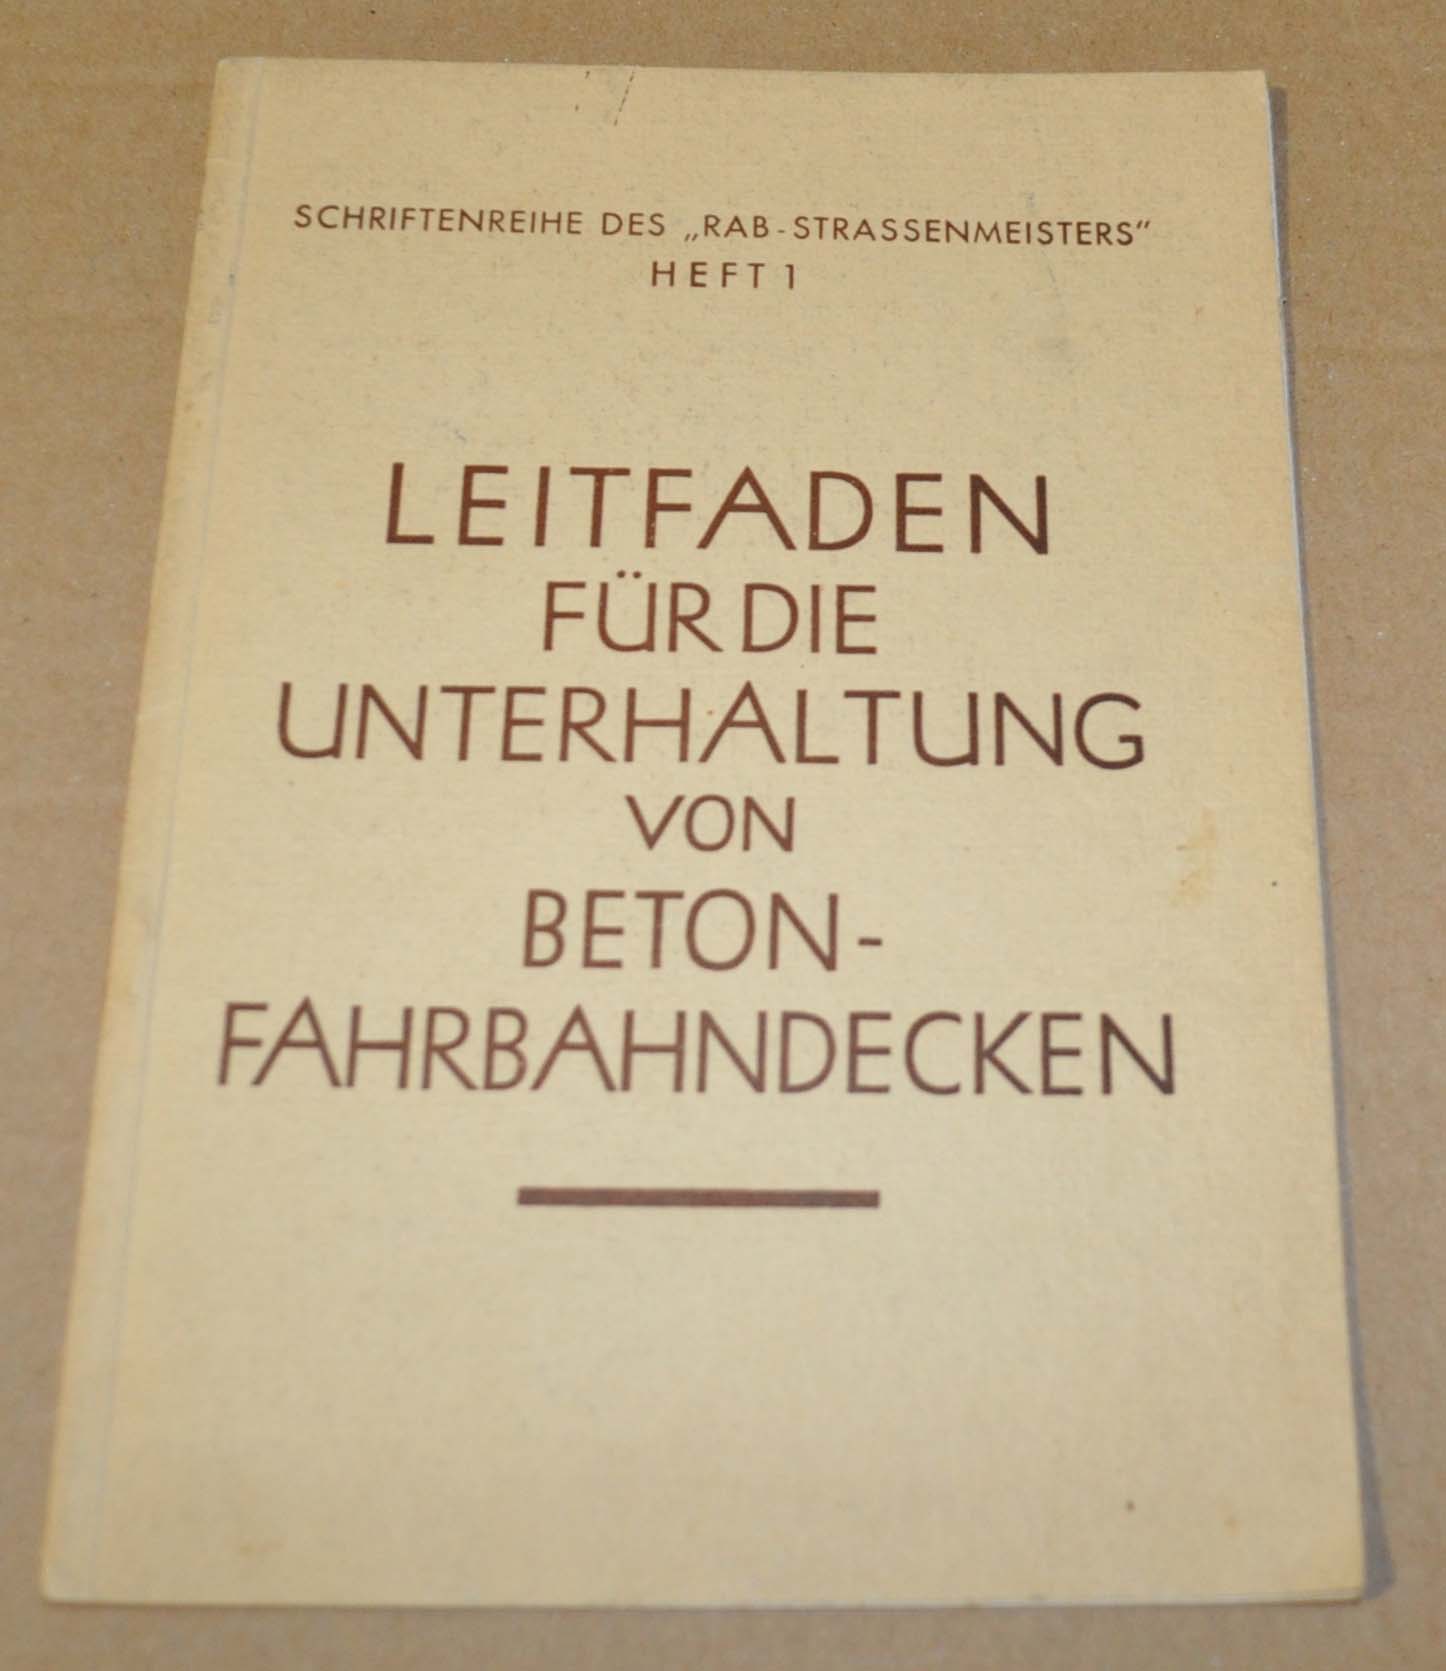 SCHRIFTENREIHE DES „RAB-STRASSENMEISTERS“
HEFT 1
LEITFADEN
FÜR DIE
UNTERHALTUNG
VON
BETON-
FAHRBAHNDECKEN